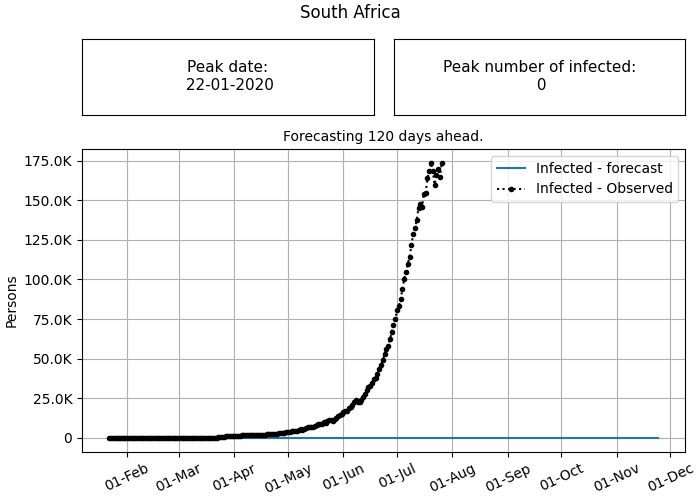 South Africa
Peak date:
22-01-2020
Peak number of infected:
0
Forecasting 120 days ahead.
175.0K
150.0K
125.0K
100.0K
75.0K
50.0K
25.0K
0
Persons
Infected - forecast
Infected - Observed
01-Feb
01-Mar
01-Apr
01-May
01-Jun
01-Jul
01-Aug
01-Sep
01-Oct
01-Nov
01-Dec